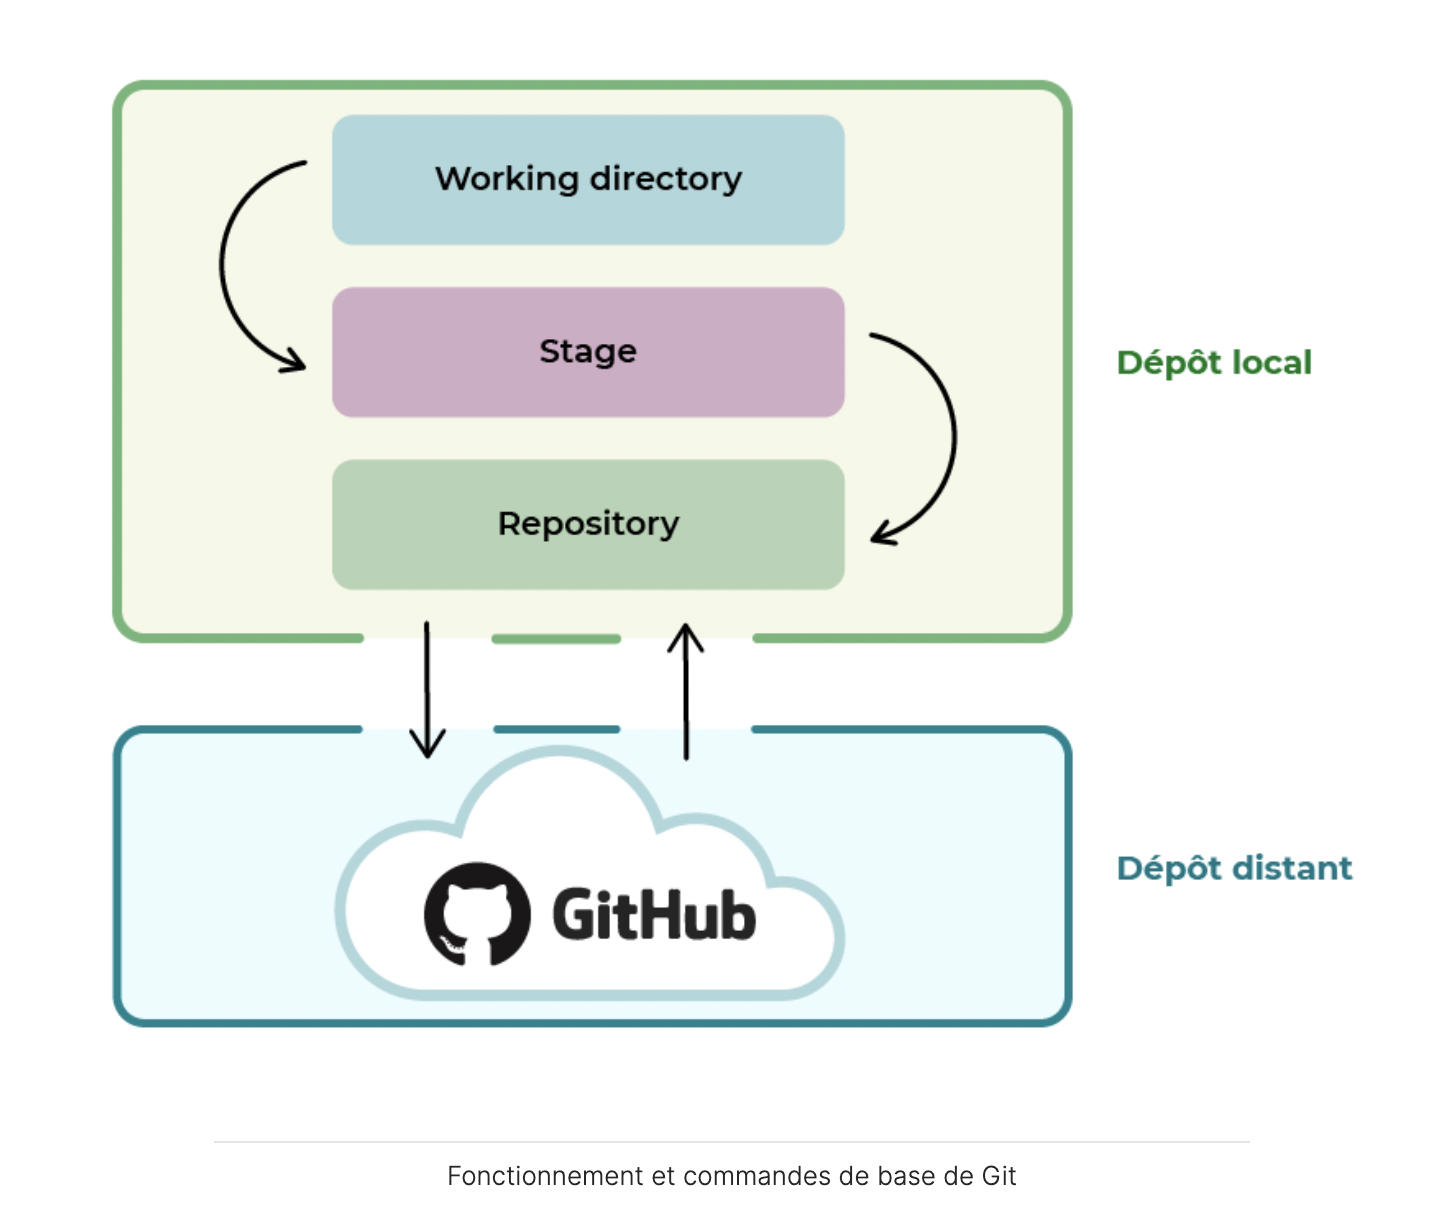 Working directory
Stage
Dépôt local
Repository
GitHub
Dépôt distant
Fonctionnement et commandes de base de Git